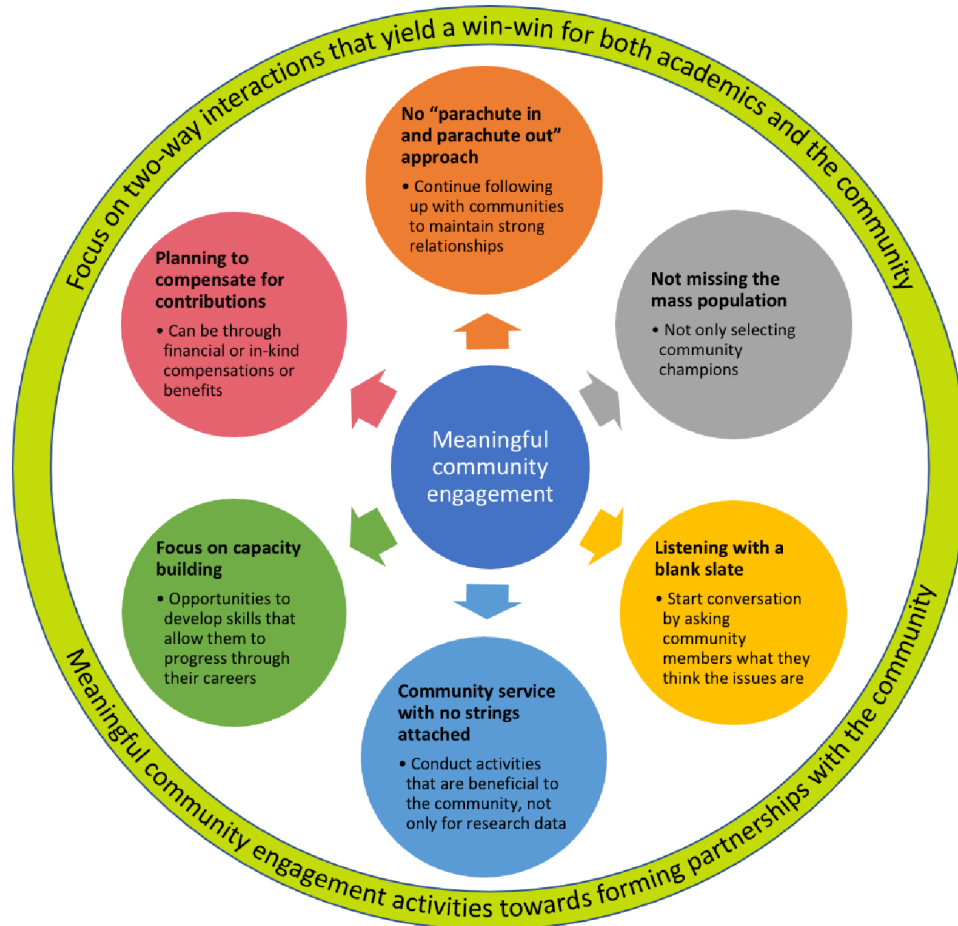 Focus on two-way interactions that yield a win-win for both academics and the community
No “parachute in
and parachute out”
approach
• Continue following
up with communities
to maintain strong
relationships
Planning to
compensate for
contributions
• Can be through
financial or in-kind
compensations or
benefits
Not missing the
mass population
• Not only selecting
community
champions
Meaningful
community
engagement
Focus on capacity
building
• Opportunities to
develop skills that
allow them to
progress through
their careers
Listening with a
blank slate
• Start conversation
by asking
community
members what they
think the issues are
Community service
with no strings
attached
• Conduct activities
that are beneficial to
the community, not
only for research data
Meaningful community engagement activities towards forming partnerships with the community